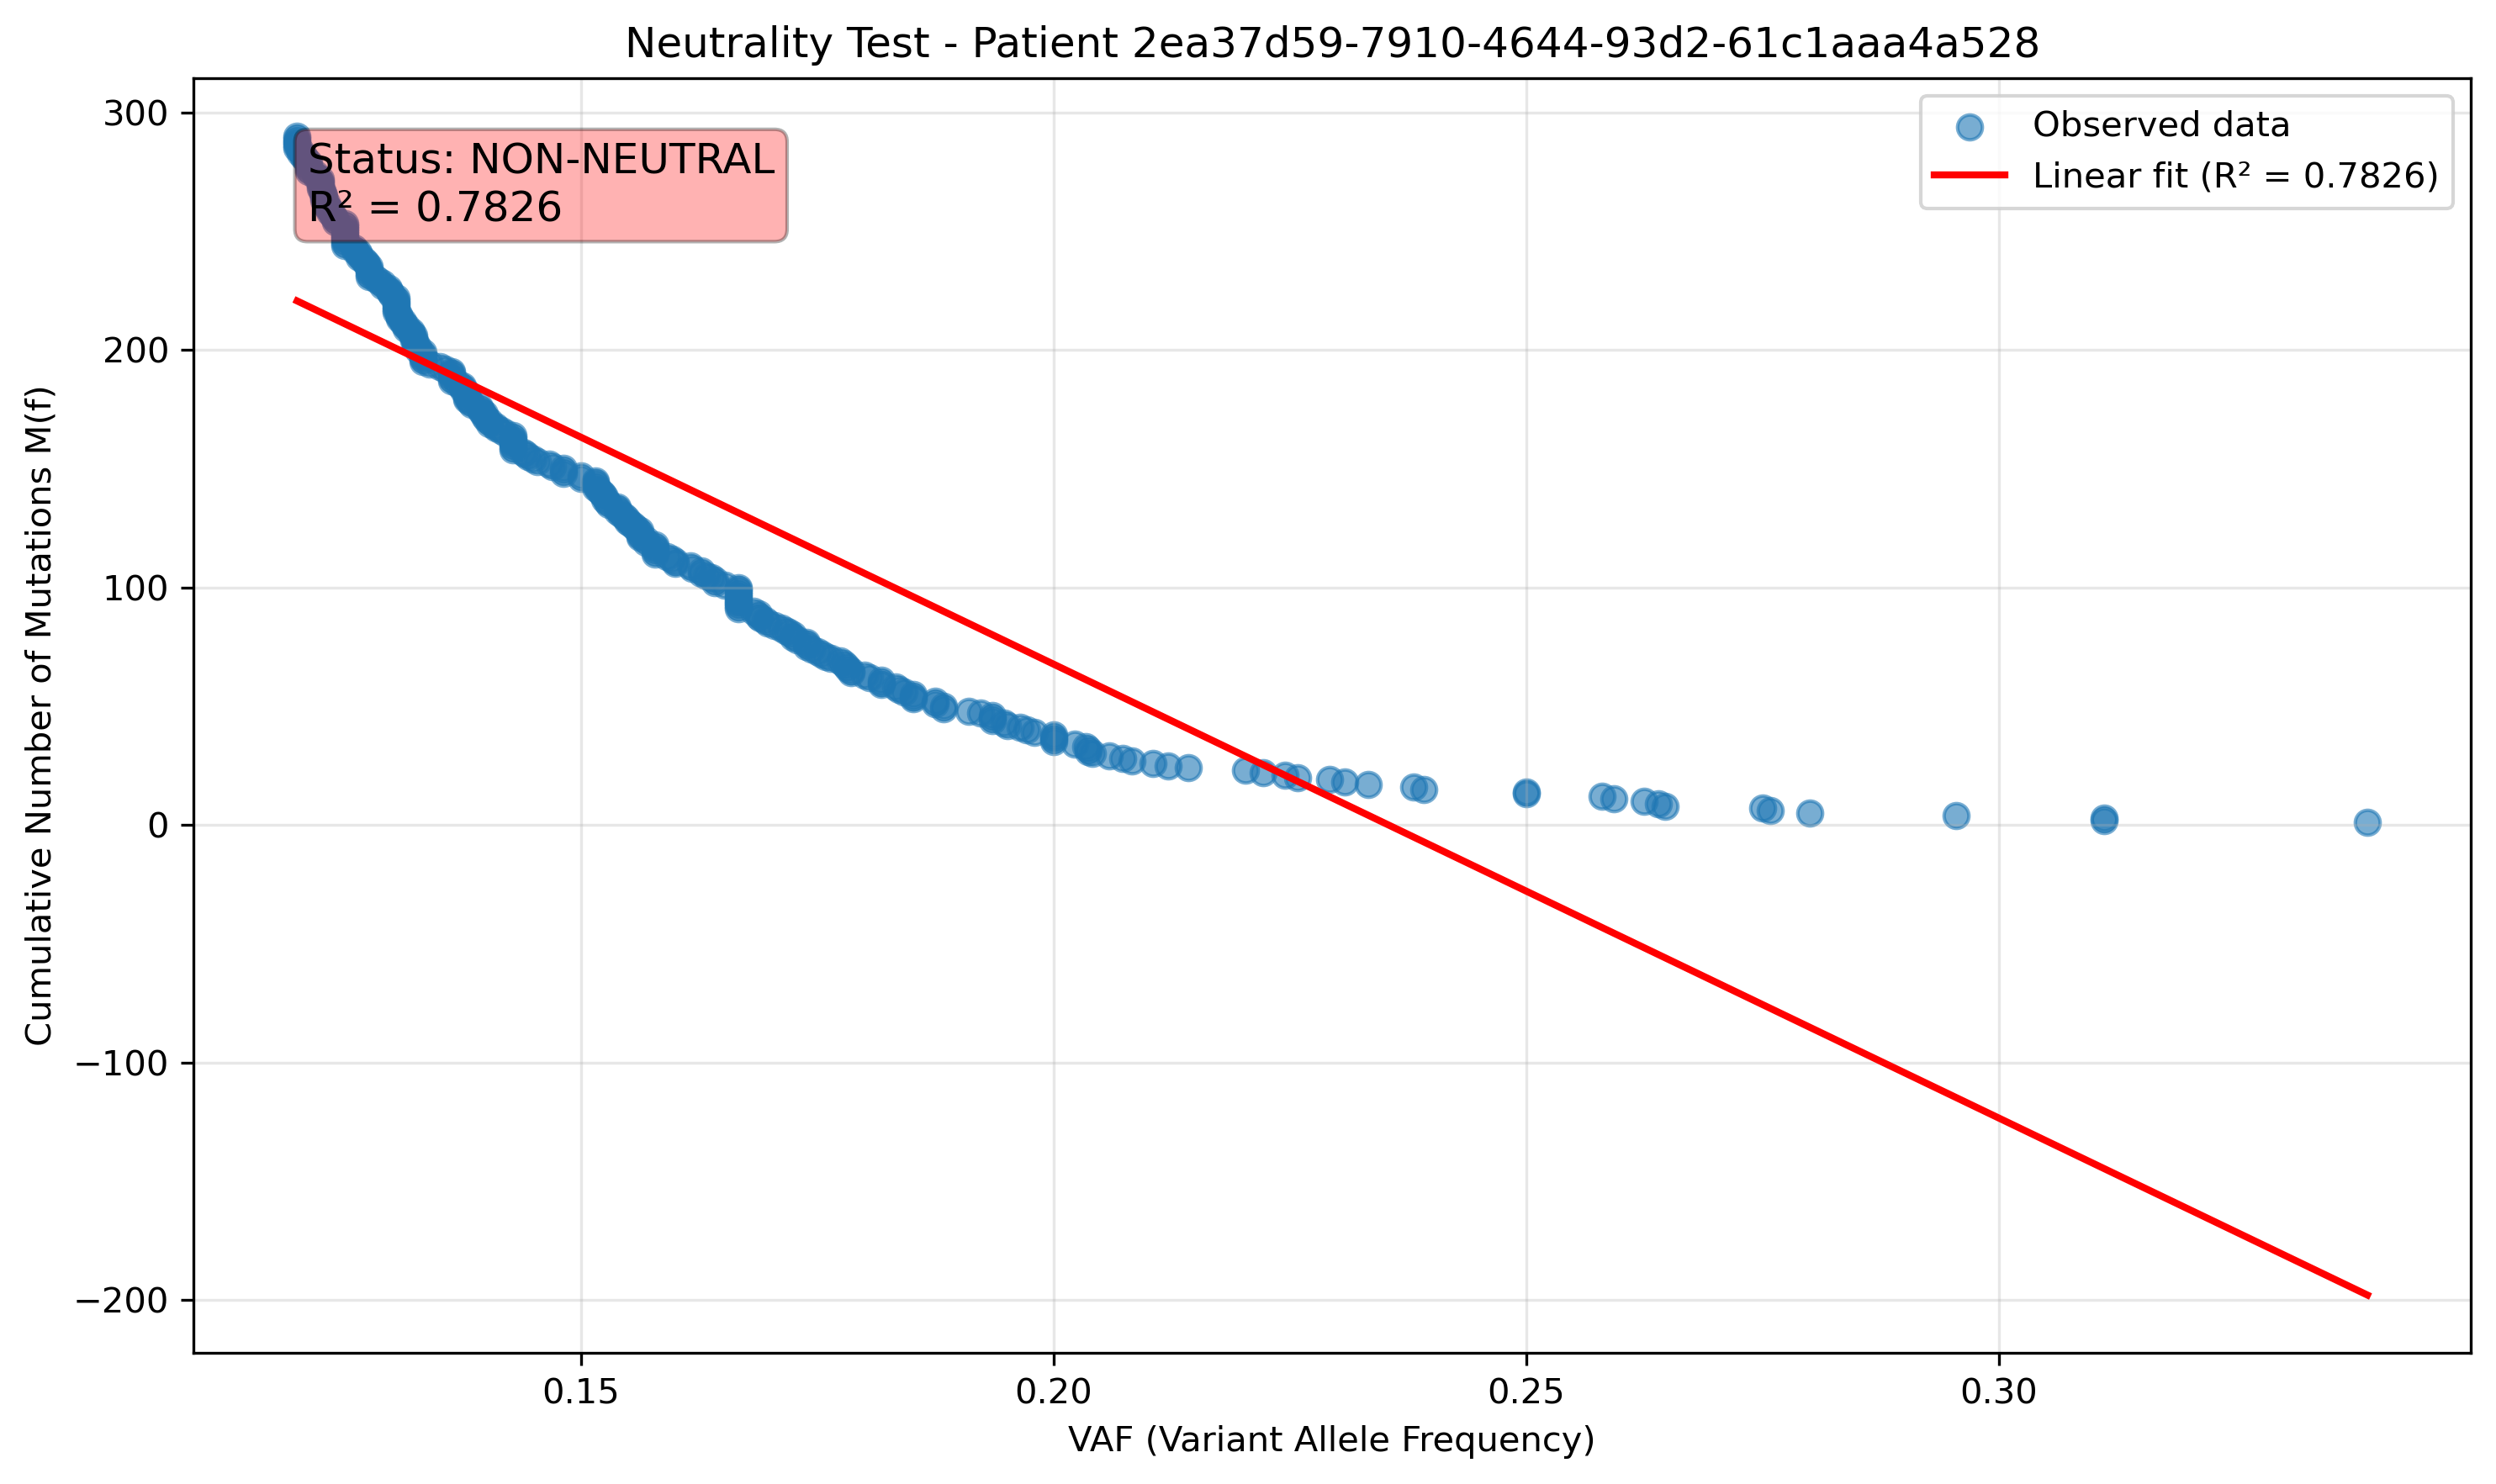 Neutrality Test - Patient 2ea37d59-7910-4644-93d2-61c1aaa4a528
Status: NON-NEUTRAL
R² = 0.7826
Observed data
Linear fit (R² = 0.7826)
Cumulative Number of Mutations M(f)
300
200
100
0
−100
−200
0.15
0.20
0.25
0.30
VAF (Variant Allele Frequency)